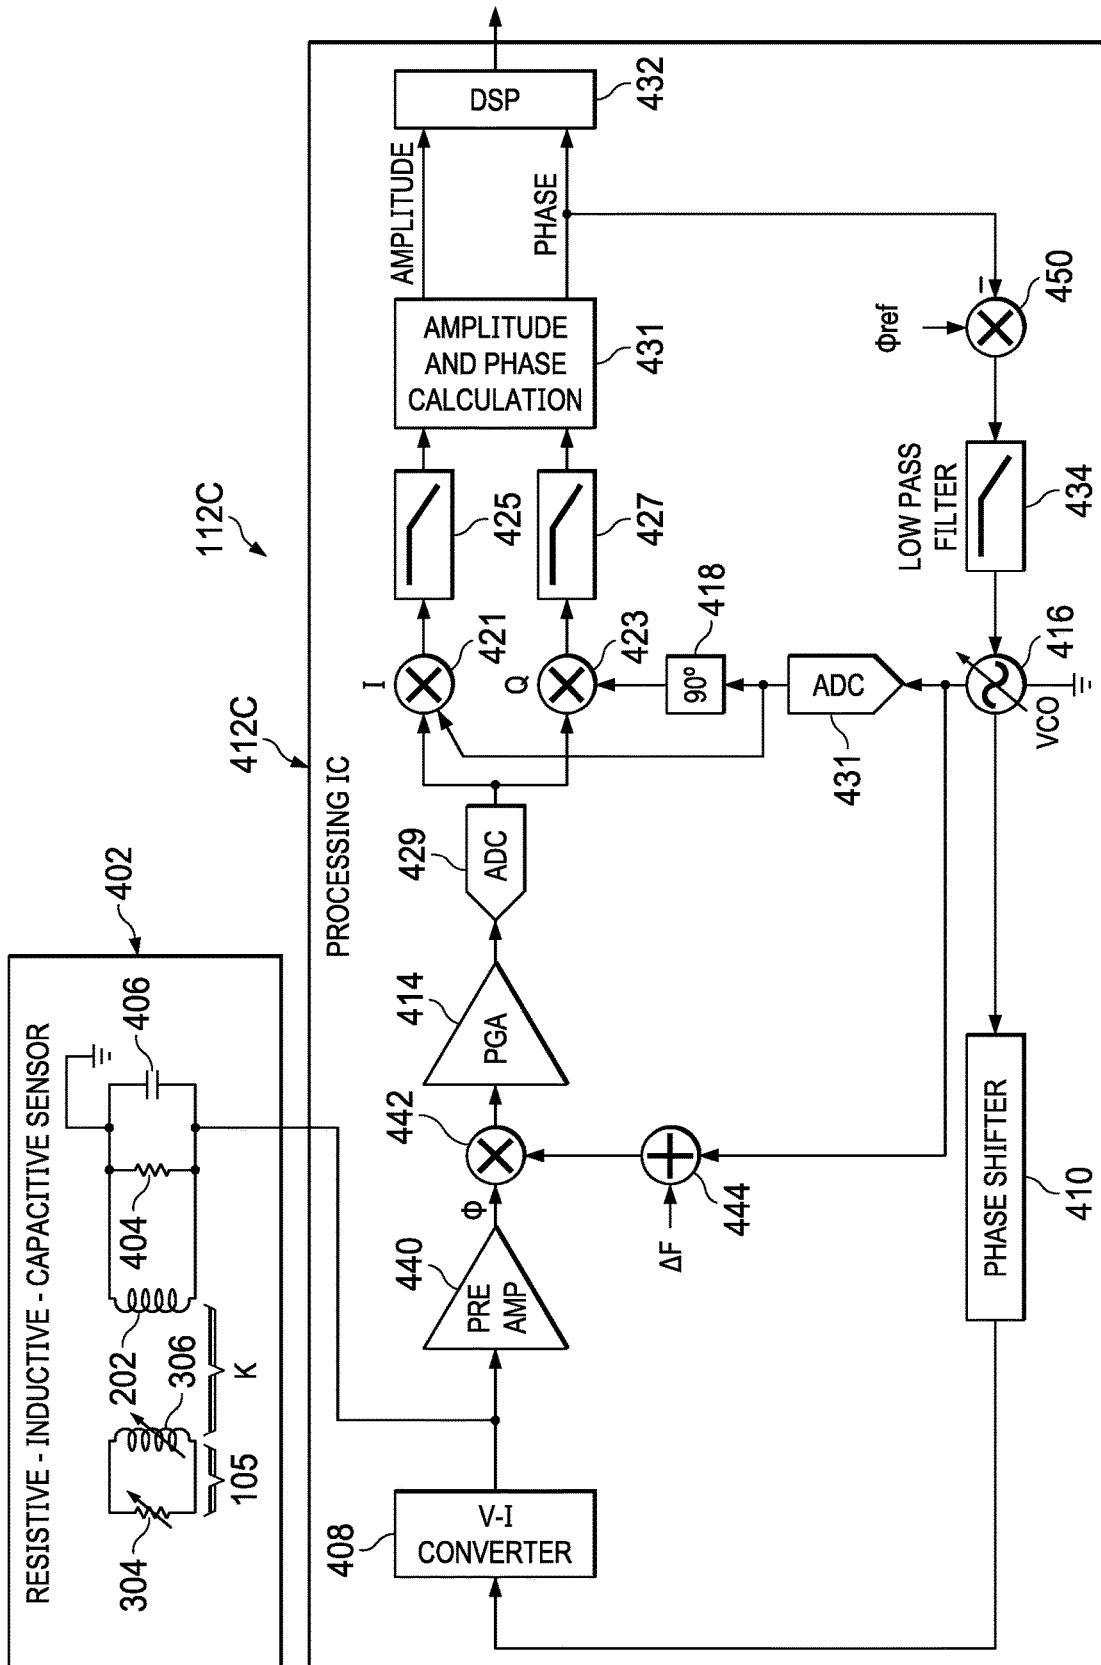 RESISTIVE - INDUCTIVE - CAPACITIVE SENSOR
402
304
105
306
202
K
404
406
112C
412C
PROCESSING IC
408
V-I
CONVERTER
440
PRE
AMP
Φ
442
414
PGA
429
ADC
I
421
Q
423
425
427
AMPLITUDE
AND PHASE
CALCULATION
431
AMPLITUDE
PHASE
DSP
432
ΔF
444
90°
418
ADC
431
VCO
416
LOW PASS
FILTER
434
Φref
−
450
PHASE SHIFTER
410